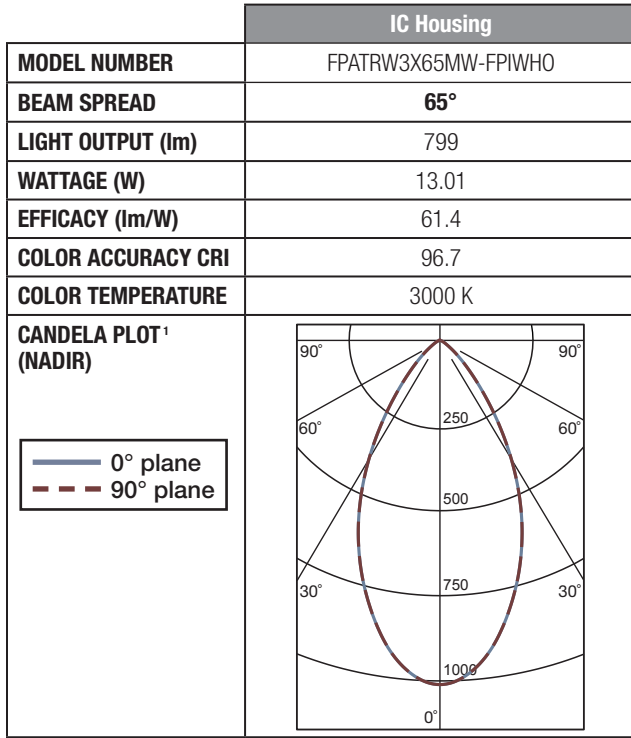 IC Housing
MODEL NUMBER FPATRW3X65MW-FPIWHO
BEAM SPREAD 65°
LIGHT OUTPUT (lm) 799
WATTAGE (W) 13.01
EFFICACY (lm/W) 61.4
COLOR ACCURACY CRI 96.7
COLOR TEMPERATURE 3000 K
CANDELA PLOT¹
(NADIR)
0° plane
90° plane
90° 90°
250
60° 60°
500
750
30° 30°
1000
0°